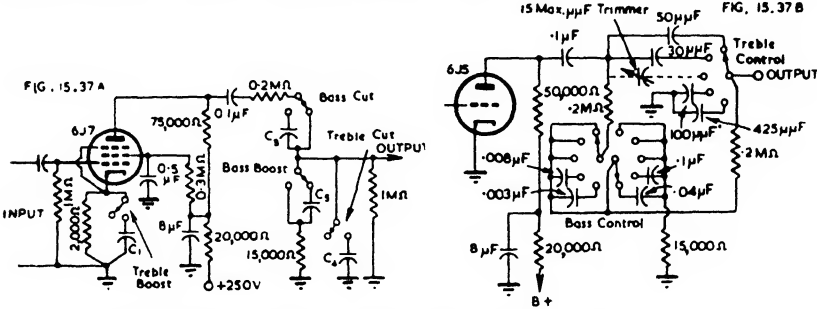 FIG. 15.37A
6J7
INPUT
1MΩ
2,000Ω
C1
Treble
Boost
0.5
μF
8μF
0.3MΩ
75,000Ω
20,000Ω
+250V
0.1μF
0.2MΩ
Bass Cut
C3
Treble Cut
OUTPUT
Bass Boost
C5
15,000Ω
C4
1MΩ
FIG. 15.37B
15 Max. μμF Trimmer
50μμF
.1μF
30μμF
Treble
Control
OUTPUT
6J5
50,000Ω
.2MΩ
100μμF
425μμF
.2MΩ
.008μF
.003μF
.1μF
.04μF
Bass Control
8μF
20,000Ω
15,000Ω
B+